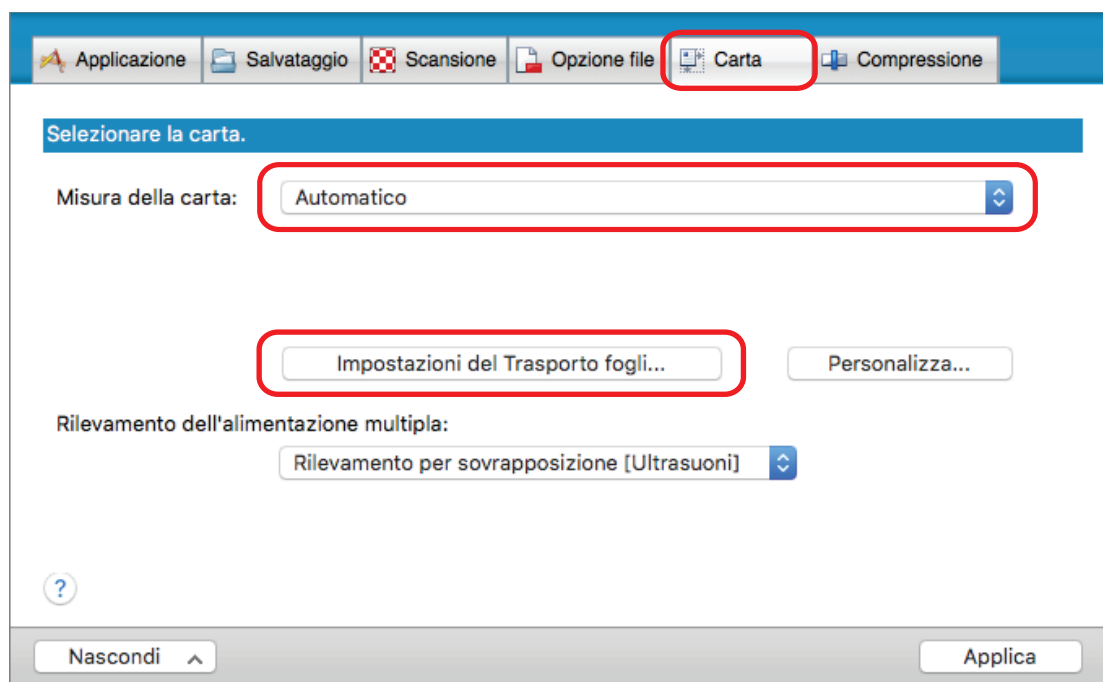 Applicazione Salvataggio Scansione Opzione file Carta Compressione
Selezionare la carta.
Misura della carta: Automatico
Impostazioni del Trasporto fogli... Personalizza...
Rilevamento dell'alimentazione multipla:
Rilevamento per sovrapposizione [Ultrasuoni]
?
Nascondi Applica